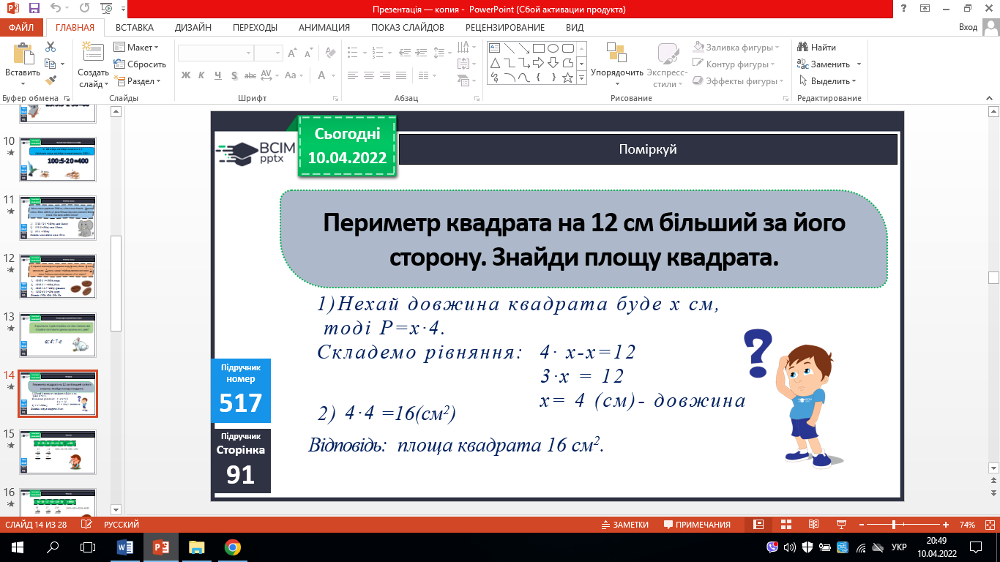 Презентація — копия - PowerPoint (Сбой активации продукта)
ФАЙЛ ГЛАВНАЯ ВСТАВКА ДИЗАЙН ПЕРЕХОДЫ АНИМАЦИЯ ПОКАЗ СЛАЙДОВ РЕЦЕНЗИРОВАНИЕ ВИД Вход
Вставить
Буфер обмена
Создать слайд
Макет
Сбросить
Раздел
Слайды
Ж К Ч S abc AV Aa A
Шрифт
Абзац
Упорядочить
Экспресс-стили
Заливка фигуры
Контур фигуры
Эффекты фигуры
Рисование
Найти
Заменить
Выделить
Редактирование
10
100:5·20=400
11
12
13
14
15
16
Сьогодні
10.04.2022
BCIM
pptx
Поміркуй
Периметр квадрата на 12 см більший за його
сторону. Знайди площу квадрата.
1)Нехай довжина квадрата буде x см,
тоді P=x·4.
Складемо рівняння: 4· x-x=12
3·x = 12
x= 4 (см)- довжина
2) 4·4 =16(см²)
Відповідь: площа квадрата 16 см².
Підручник
номер
517
Підручник
Сторінка
91
СЛАЙД 14 ИЗ 28 РУССКИЙ ЗАМЕТКИ ПРИМЕЧАНИЯ 74%
УКР
20:49
10.04.2022